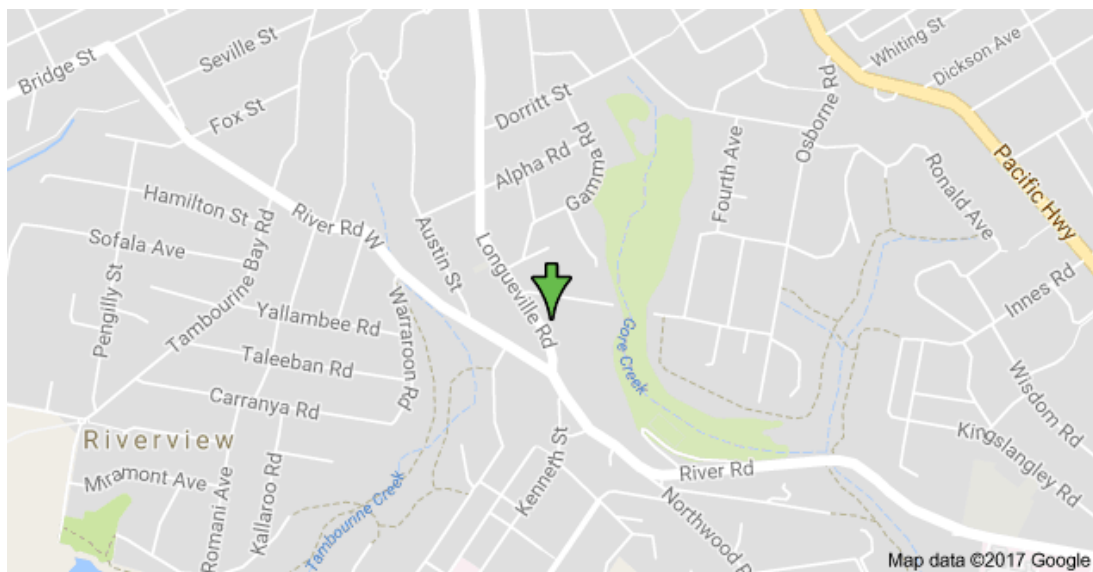 Bridge St
Seville St
Fox St
Whiting St
Dickson Ave
Dorritt St
Osborne Rd
Alpha Rd
Gamma Rd
Fourth Ave
Pacific Hwy
Ronald Ave
Hamilton St
River Rd W
Austin St
Sofala Ave
Tambourine Bay Rd
Longueville Rd
Pengilly St
Yallambee Rd
Warraroon Rd
Innes Rd
Gore Creek
Taleeban Rd
Carranya Rd
Wisdom Rd
Riverview
Kingslangley Rd
Miramont Ave
Kallaroo Rd
Romani Ave
Kenneth St
River Rd
Tambourine Creek
Northwood
Map data ©2017 Google